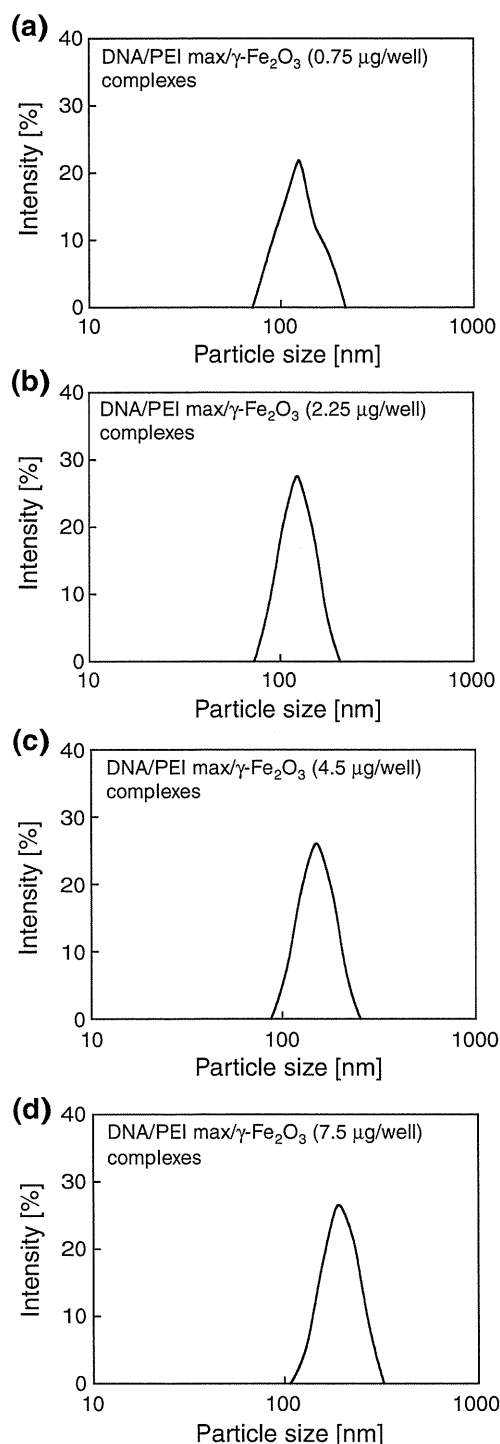 (a)
40
30
20
10
0
Intensity [%]
DNA/PEI max/γ-Fe₂O₃ (0.75 μg/well)
complexes
10
100
1000
Particle size [nm]
(b)
40
30
20
10
0
Intensity [%]
DNA/PEI max/γ-Fe₂O₃ (2.25 μg/well)
complexes
10
100
1000
Particle size [nm]
(c)
40
30
20
10
0
Intensity [%]
DNA/PEI max/γ-Fe₂O₃ (4.5 μg/well)
complexes
10
100
1000
Particle size [nm]
(d)
40
30
20
10
0
Intensity [%]
DNA/PEI max/γ-Fe₂O₃ (7.5 μg/well)
complexes
10
100
1000
Particle size [nm]